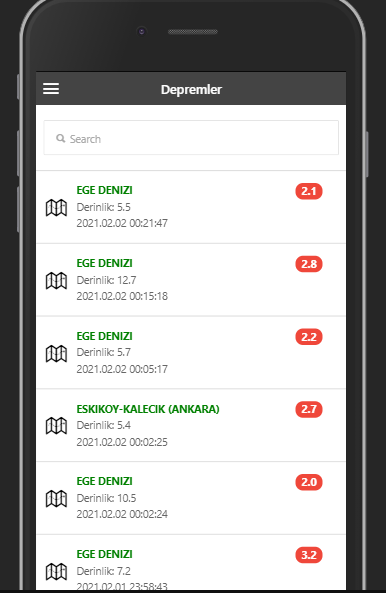 Depremler
Search
EGE DENIZI
2.1
Derinlik: 5.5
2021.02.02 00:21:47
EGE DENIZI
2.8
Derinlik: 12.7
2021.02.02 00:15:18
EGE DENIZI
2.2
Derinlik: 5.7
2021.02.02 00:05:17
ESKIKOY-KALECIK (ANKARA)
2.7
Derinlik: 5.4
2021.02.02 00:02:25
EGE DENIZI
2.0
Derinlik: 10.5
2021.02.02 00:02:24
EGE DENIZI
3.2
Derinlik: 7.2
2021.02.01 23:58:43